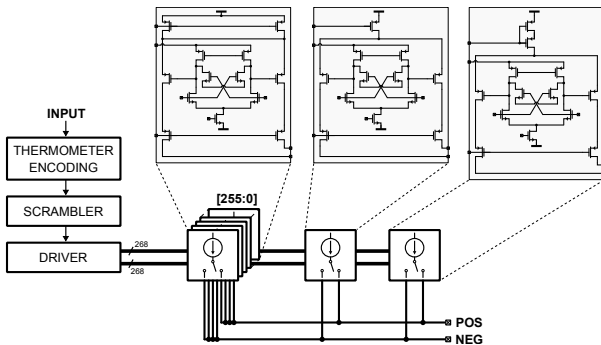 INPUT
THERMOMETER
ENCODING
SCRAMBLER
DRIVER
[255:0]
268
268
POS
NEG